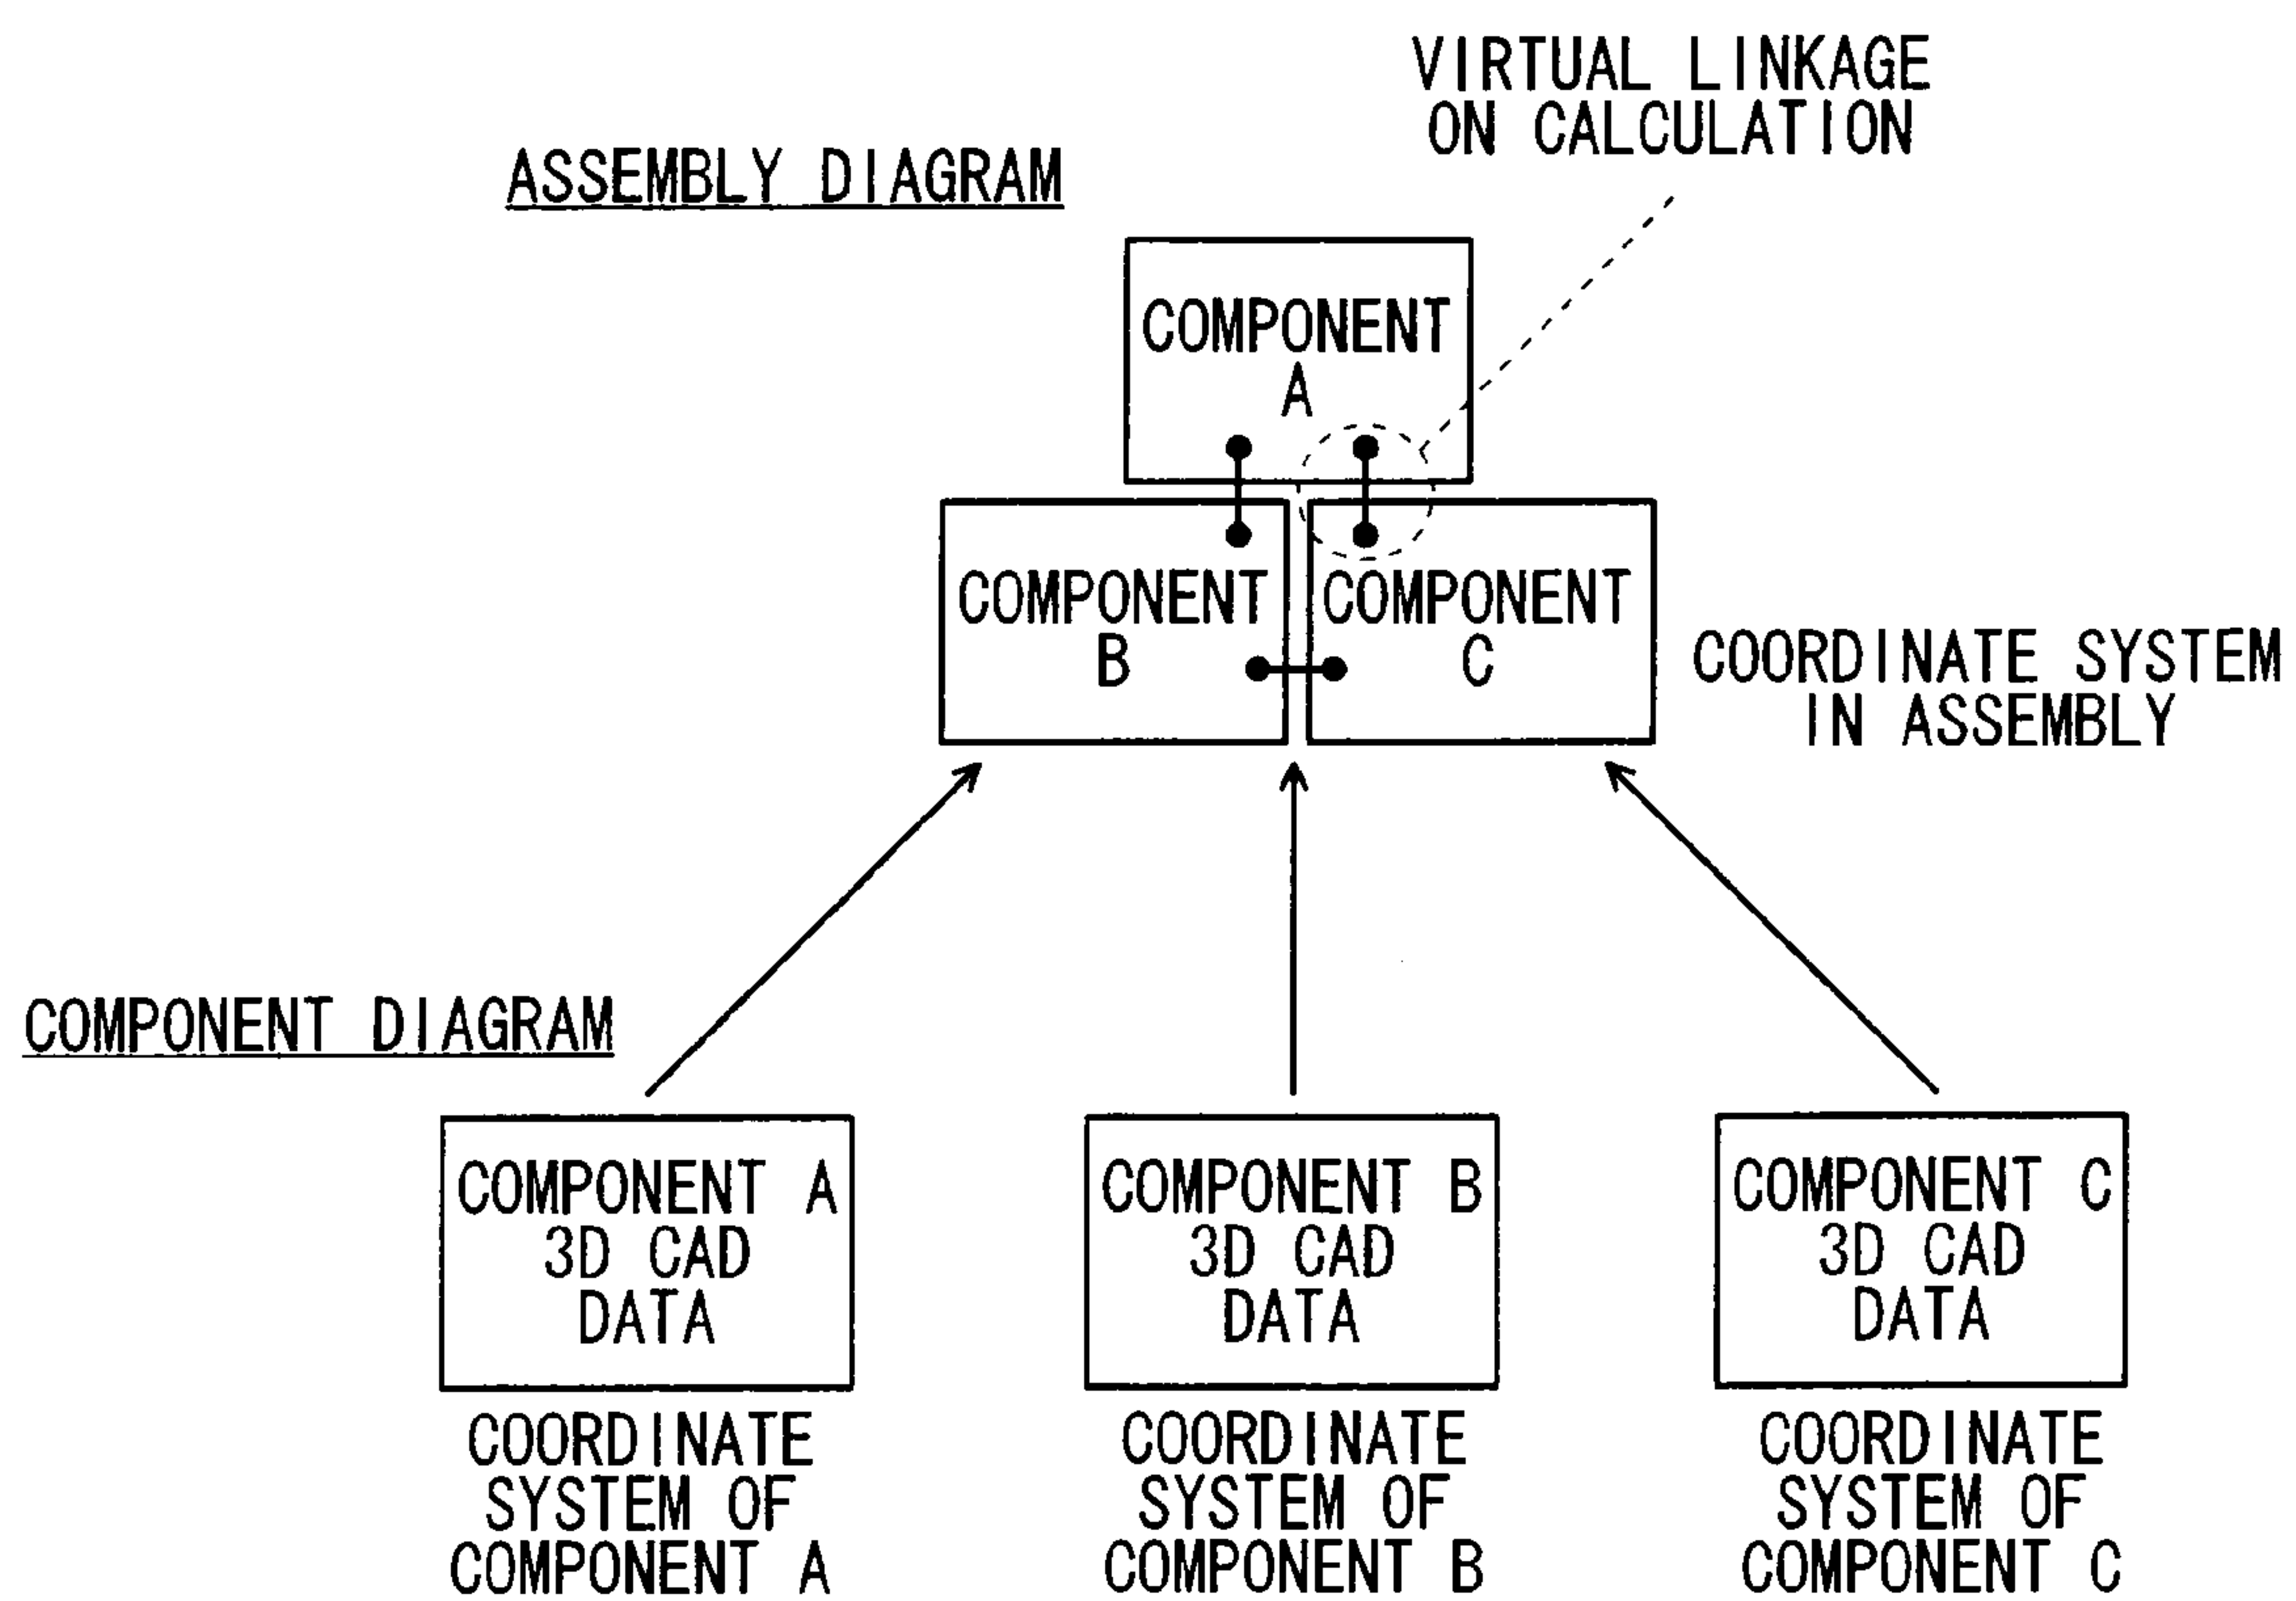 VIRTUAL LINKAGE
ON CALCULATION
ASSEMBLY DIAGRAM
COMPONENT
A
COMPONENT
B
COMPONENT
C
COORDINATE SYSTEM
IN ASSEMBLY
COMPONENT DIAGRAM
COMPONENT A
3D CAD
DATA
COORDINATE
SYSTEM OF
COMPONENT A
COMPONENT B
3D CAD
DATA
COORDINATE
SYSTEM OF
COMPONENT B
COMPONENT C
3D CAD
DATA
COORDINATE
SYSTEM OF
COMPONENT C